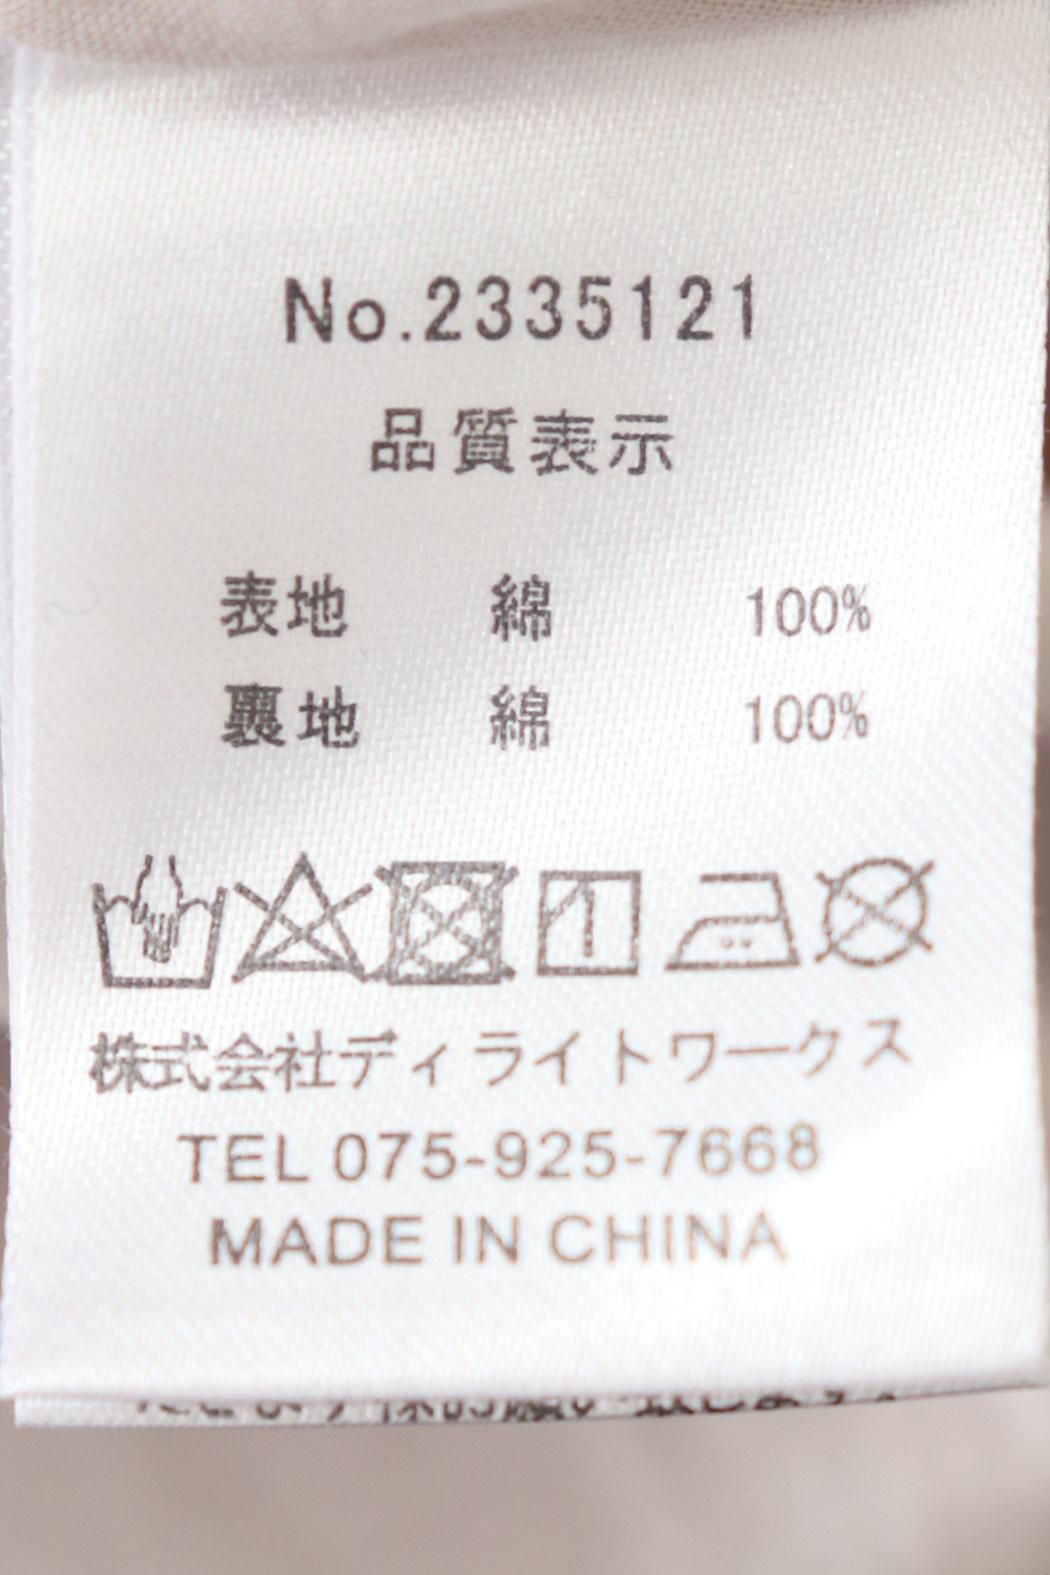 No.2335121
品質表示
表地 綿 100%
裏地 綿 100%
株式会社ディライトワークス
TEL 075-925-7668
MADE IN CHINA